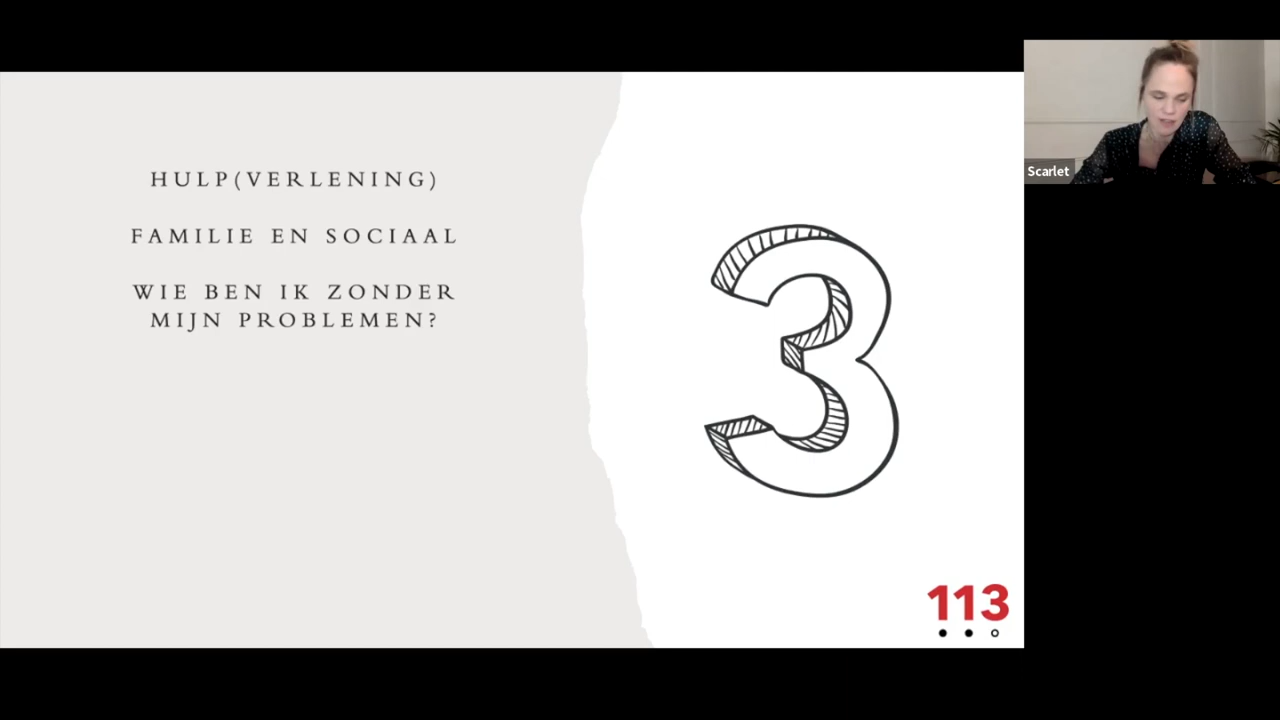 HULP(VERLENING)
FAMILIE EN SOCIAAL
WIE BEN IK ZONDER
MIJN PROBLEMEN?
3
113
Scarlet